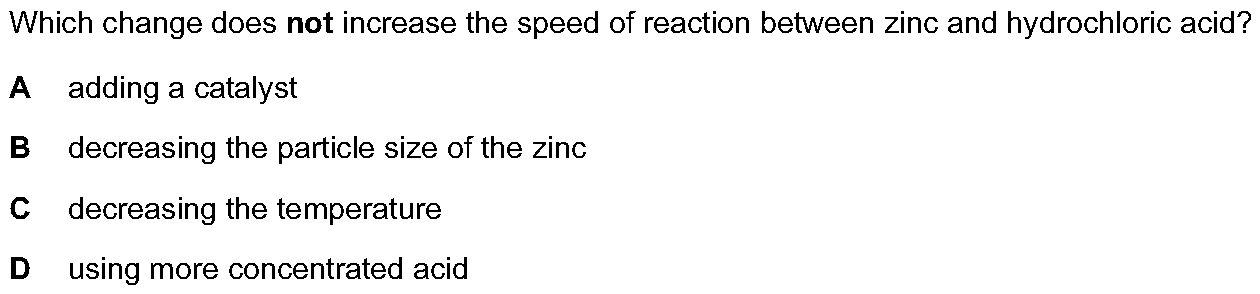 Which change does not increase the speed of reaction between zinc and hydrochloric acid?
A adding a catalyst
B decreasing the particle size of the zinc
C decreasing the temperature
D using more concentrated acid